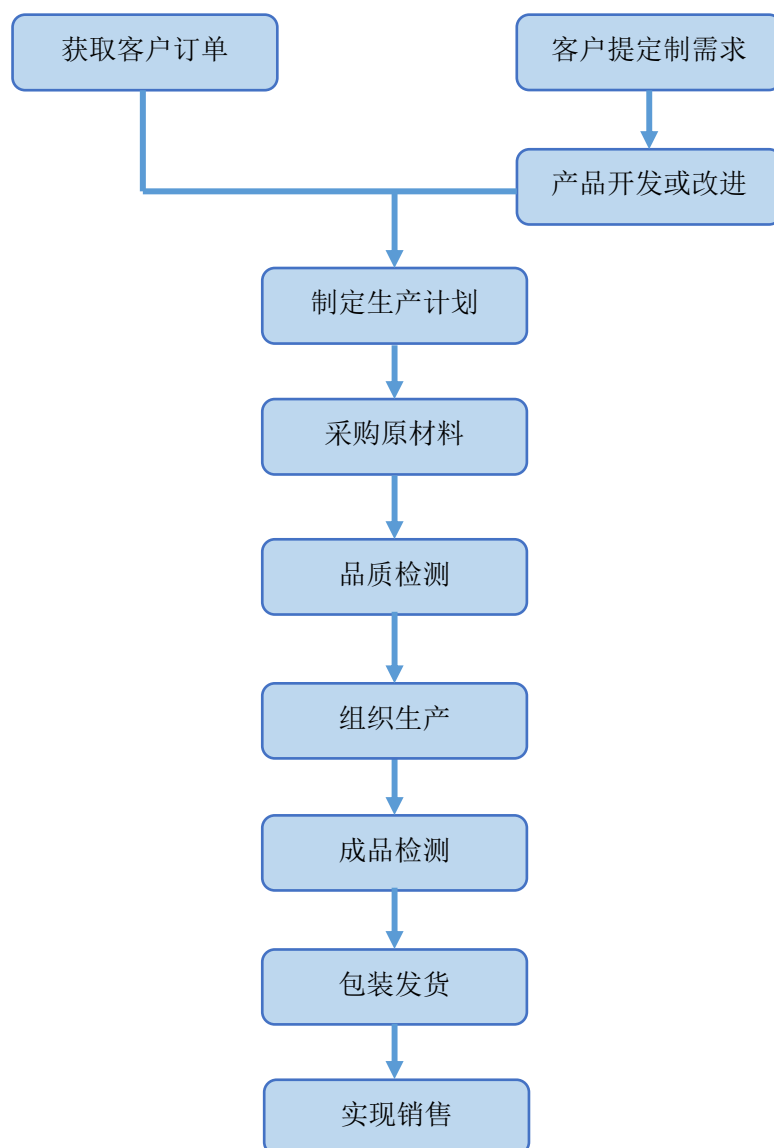 获取客户订单
客户提定制需求
产品开发或改进
制定生产计划
采购原材料
品质检测
组织生产
成品检测
包装发货
实现销售